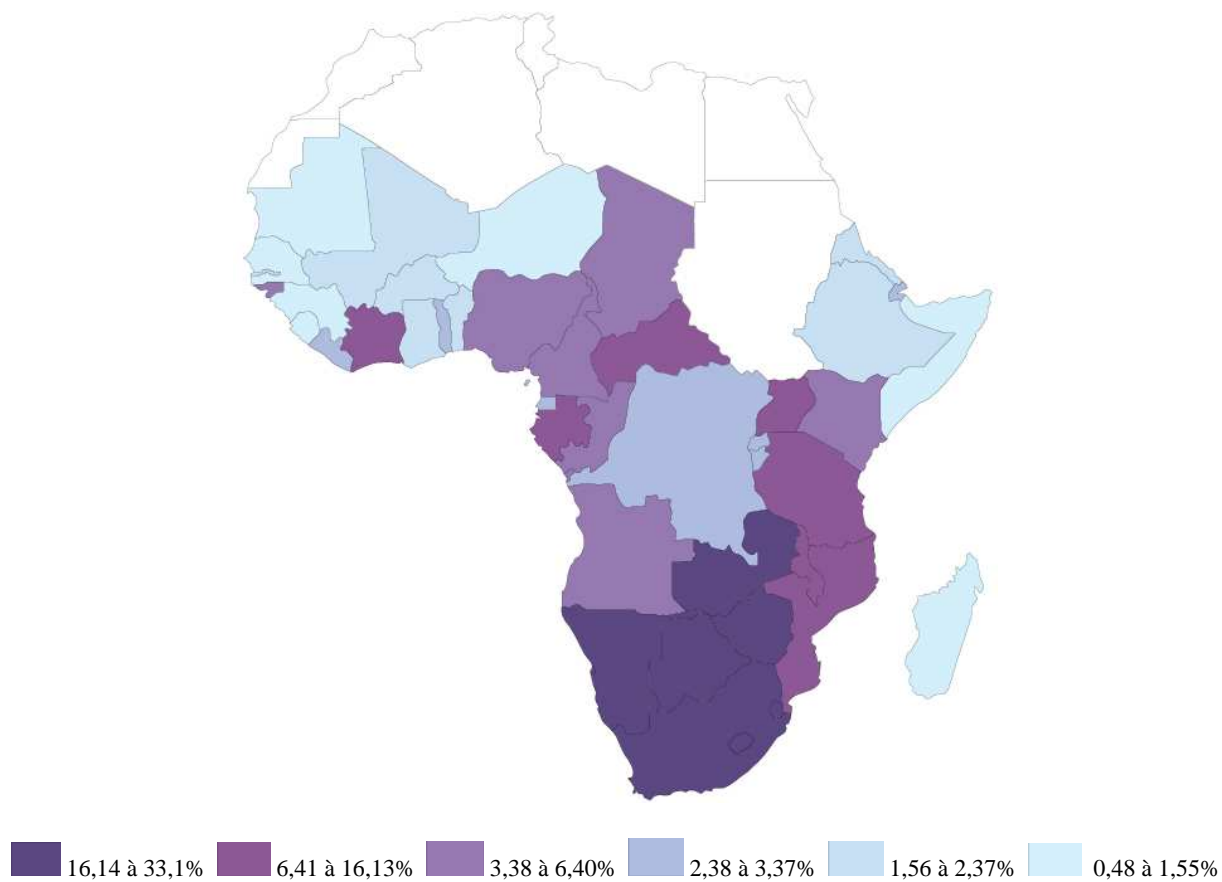 16,14 à 33,1% 6,41 à 16,13% 3,38 à 6,40% 2,38 à 3,37% 1,56 à 2,37% 0,48 à 1,55%